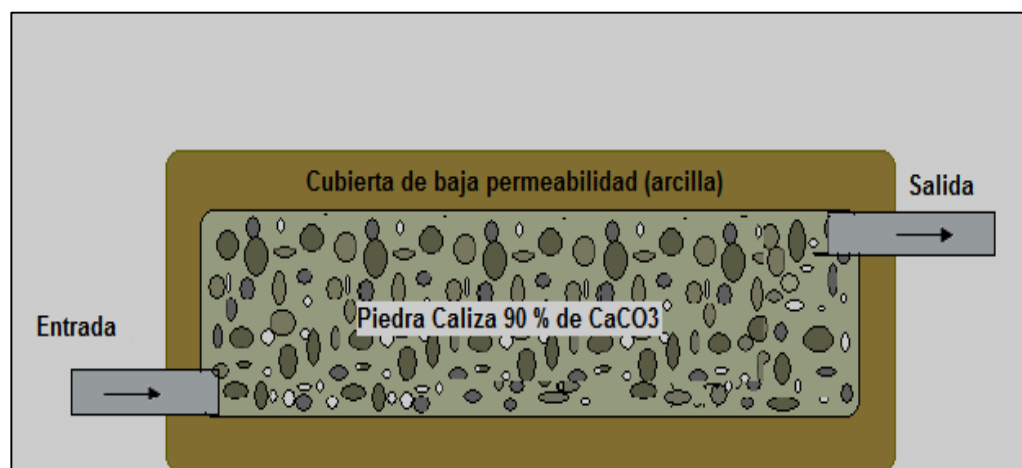 Cubierta de baja permeabilidad (arcilla)
Salida
Piedra Caliza 90 % de CaCO3
Entrada